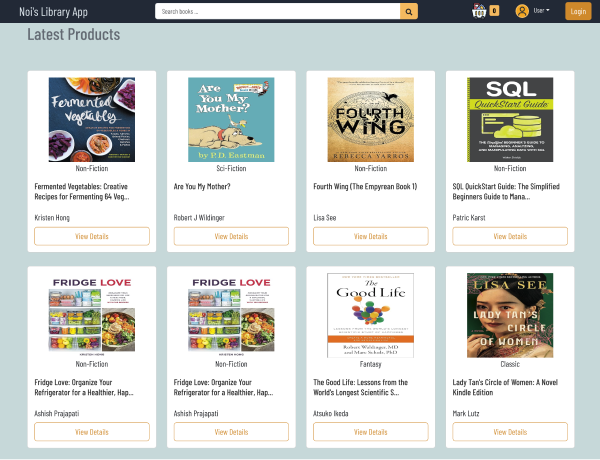 Noi's Library App
Search books ...
0
User
Login
Latest Products
Fermented
Vegetables
Are
You My
Mother?
by P.D. Eastman
FOURTH
WING
REBECCA YARROS
SQL
QuickStart Guide
Non-Fiction
Sci-Fiction
Non-Fiction
Non-Fiction
Fermented Vegetables: Creative
Recipes for Fermenting 64 Veg...
Are You My Mother?
Fourth Wing (The Empyrean Book 1)
SQL QuickStart Guide: The Simplified
Beginners Guide to Mana...
Kristen Hong
Robert J Wildinger
Lisa See
Patric Karst
View Details
View Details
View Details
View Details
FRIDGE LOVE
FRIDGE LOVE
The
Good Life
Robert Waldinger, MD
and Marc Schulz, PhD
LISA SEE
LADY TAN'S
CIRCLE
OF WOMEN
KRISTEN HONG
KRISTEN HONG
Non-Fiction
Non-Fiction
Fantasy
Classic
Fridge Love: Organize Your
Refrigerator for a Healthier, Hap...
Fridge Love: Organize Your
Refrigerator for a Healthier, Hap...
The Good Life: Lessons from the
World's Longest Scientific S...
Lady Tan's Circle of Women: A Novel
Kindle Edition
Ashish Prajapati
Ashish Prajapati
Atsuko Ikeda
Mark Lutz
View Details
View Details
View Details
View Details